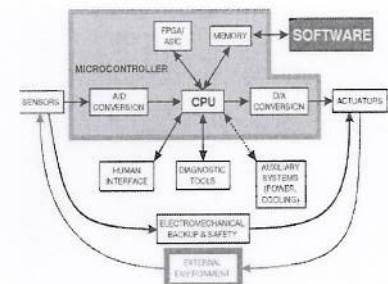 FPGA/
ASIC
MEMORY
SOFTWARE
MICROCONTROLLER
SENSORS
A/D
CONVERSION
CPU
D/A
CONVERSION
ACTUATORS
HUMAN
INTERFACE
DIAGNOSTIC
TOOLS
AUXILIARY
SYSTEMS
(POWER,
COOLING)
ELECTROMECHANICAL
BACKUP & SAFETY
EXTERNAL
ENVIRONMENT